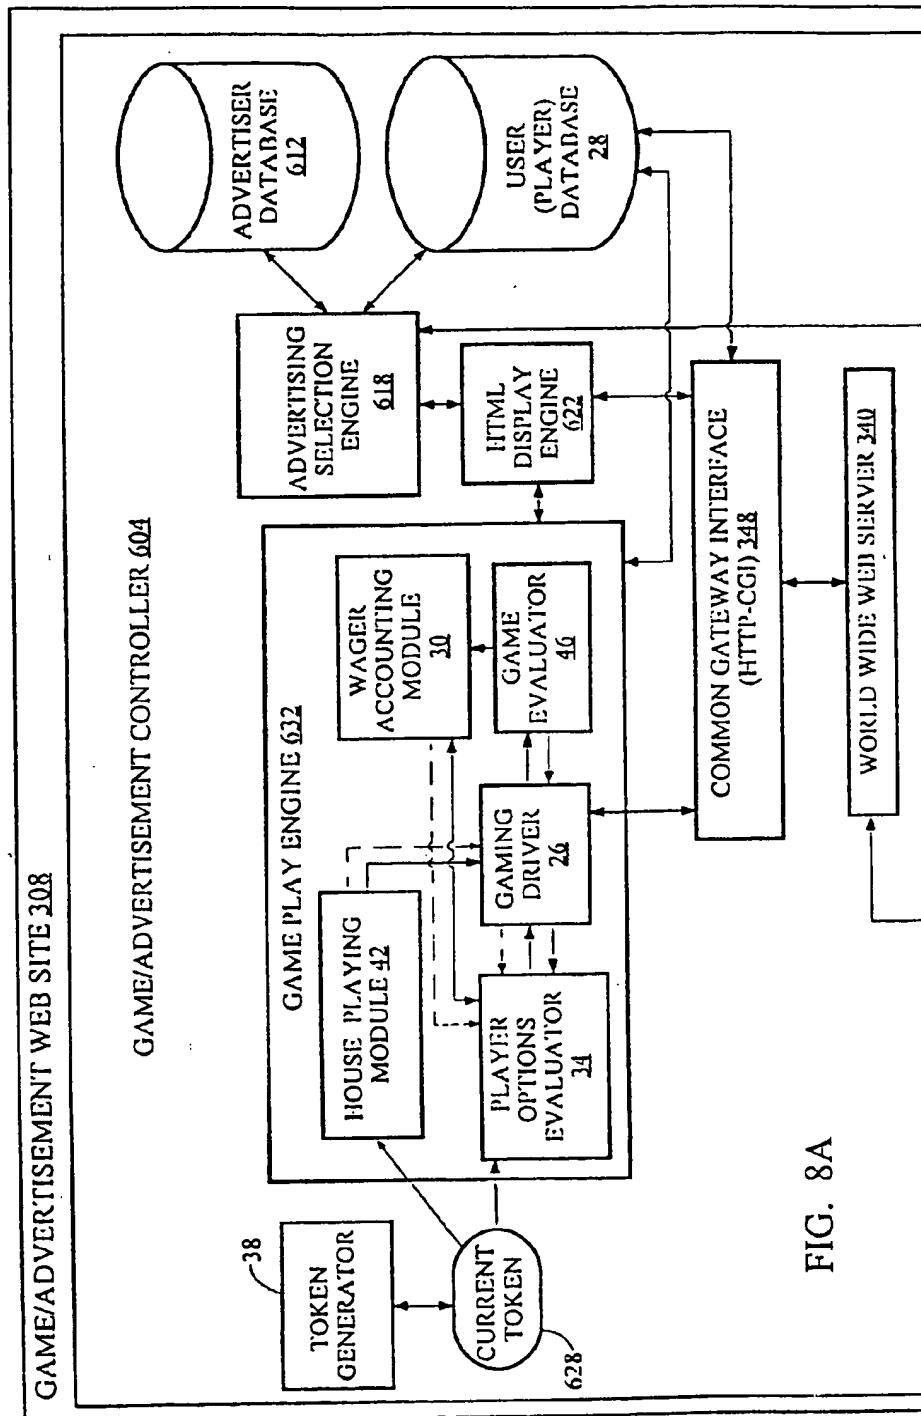 GAME/ADVERTISEMENT WEB SITE 308
GAME/ADVERTISEMENT CONTROLLER 604
TOKEN
GENERATOR
38
CURRENT
TOKEN
628
GAME PLAY ENGINE 632
HOUSE PLAYING
MODULE 42
WAGER
ACCOUNTING
MODULE
30
PLAYER
OPTIONS
EVALUATOR
34
GAMING
DRIVER
26
GAME
EVALUATOR
46
ADVERTISING
SELECTION
ENGINE
618
HTML
DISPLAY
ENGINE
622
ADVERTISER
DATABASE
612
USER
(PLAYER)
DATABASE
28
COMMON GATEWAY INTERFACE
(HTTP-CGI) 348
WORLD WIDE WEB SERVER 340
FIG. 8A